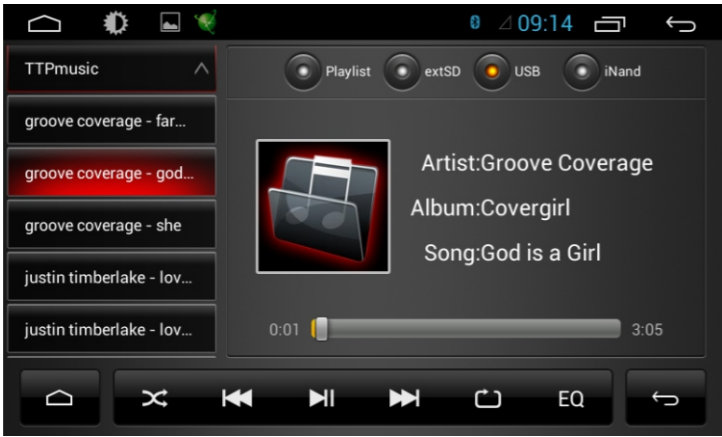 09:14
TTPmusic
Playlist
extSD
USB
iNand
groove coverage - far...
groove coverage - god...
groove coverage - she
justin timberlake - lov...
justin timberlake - lov...
Artist:Groove Coverage
Album:Covergirl
Song:God is a Girl
0:01
3:05
EQ